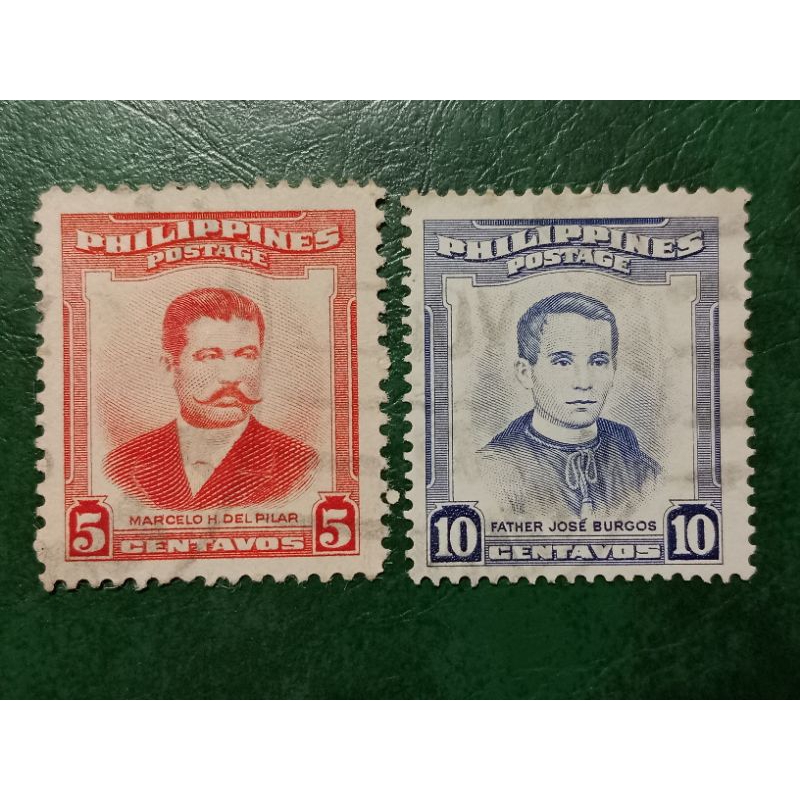 PHILIPPINES
POSTAGE
MARCELO H. DEL PILAR
5 CENTAVOS 5
PHILIPPINES
POSTAGE
FATHER JOSÉ BURGOS
10 CENTAVOS 10